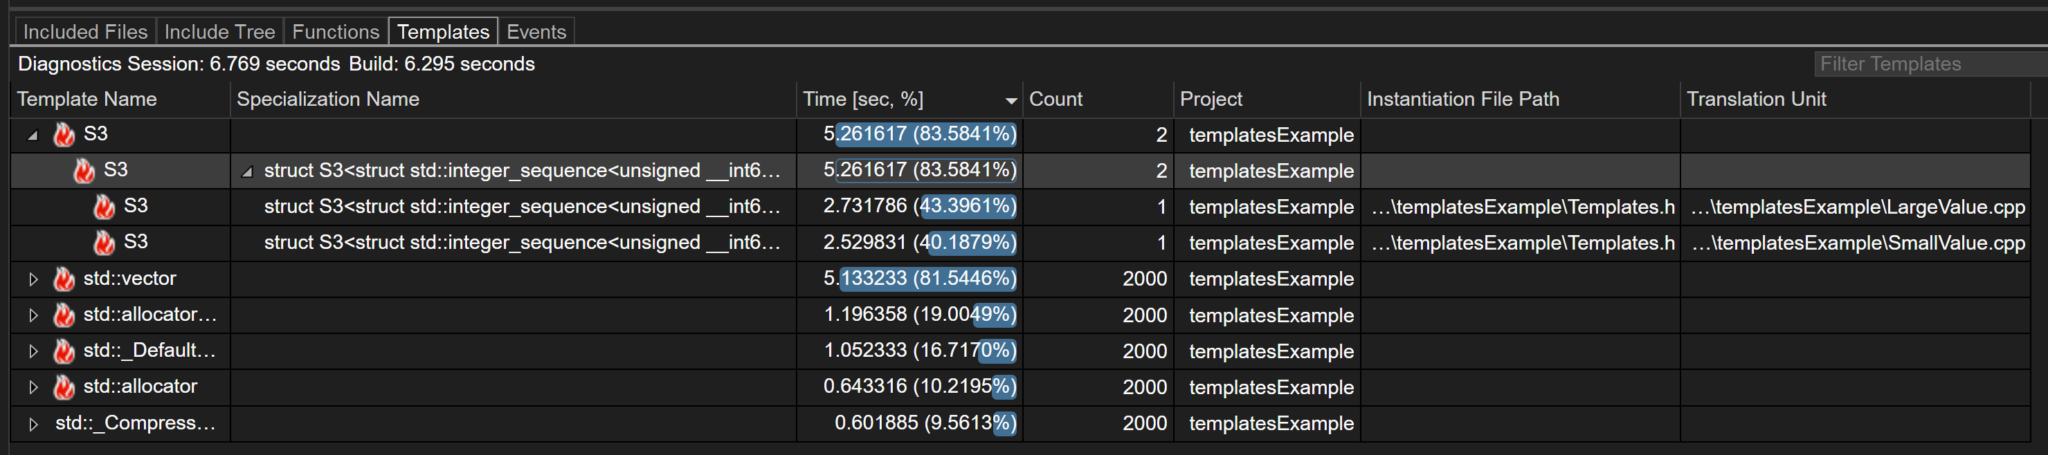 Included Files Include Tree Functions Templates Events
Diagnostics Session: 6.769 seconds Build: 6.295 seconds Filter Templates
Template Name Specialization Name Time [sec, %] Count Project Instantiation File Path Translation Unit
S3 5.261617 (83.5841%) 2 templatesExample
S3 struct S3<struct std::integer_sequence<unsigned __int6... 5.261617 (83.5841%) 2 templatesExample
S3 struct S3<struct std::integer_sequence<unsigned __int6... 2.731786 (43.3961%) 1 templatesExample ...\templatesExample\Templates.h ...\templatesExample\LargeValue.cpp
S3 struct S3<struct std::integer_sequence<unsigned __int6... 2.529831 (40.1879%) 1 templatesExample ...\templatesExample\Templates.h ...\templatesExample\SmallValue.cpp
std::vector 5.133233 (81.5446%) 2000 templatesExample
std::allocator... 1.196358 (19.0049%) 2000 templatesExample
std::_Default... 1.052333 (16.7170%) 2000 templatesExample
std::allocator 0.643316 (10.2195%) 2000 templatesExample
std::_Compress... 0.601885 (9.5613%) 2000 templatesExample